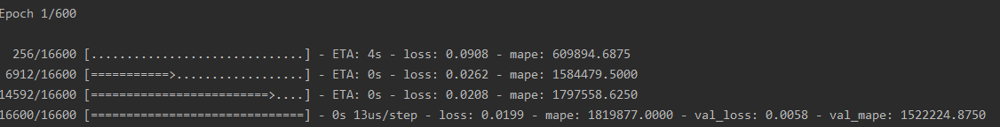 Epoch 1/600
256/16600 [..............................] - ETA: 4s - loss: 0.0908 - mape: 609894.6875
6912/16600 [===========>..................] - ETA: 0s - loss: 0.0262 - mape: 1584479.5000
14592/16600 [=========================>....] - ETA: 0s - loss: 0.0208 - mape: 1797558.6250
16600/16600 [==============================] - 0s 13us/step - loss: 0.0199 - mape: 1819877.0000 - val_loss: 0.0058 - val_mape: 1522224.8750